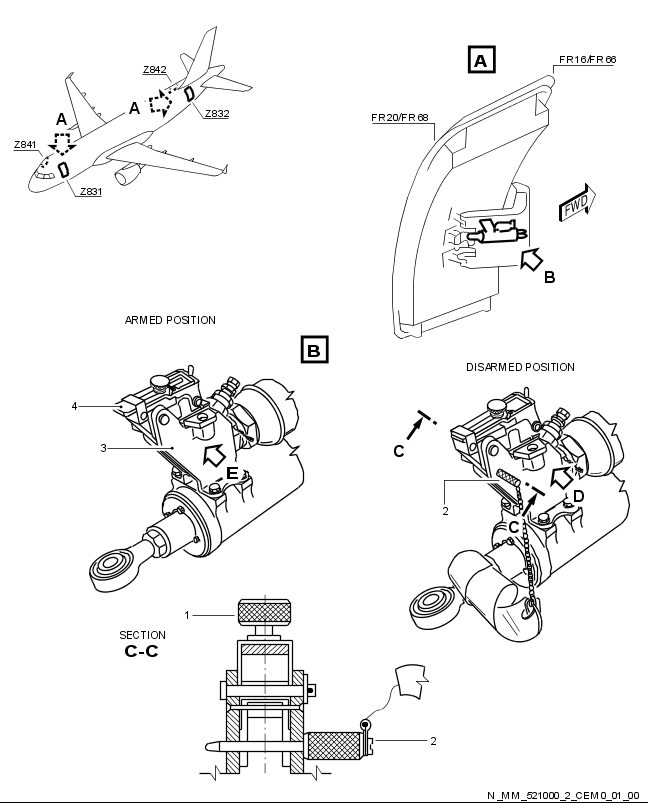 A
FR16/FR66
Z842
A
FR20/FR68
Z832
A
Z841
Z831
FWD
B
ARMED POSITION
B
DISARMED POSITION
4
3
E
C
2
D
C
1
SECTION
C-C
2
N_MM_521000_2_CEM0_01_00